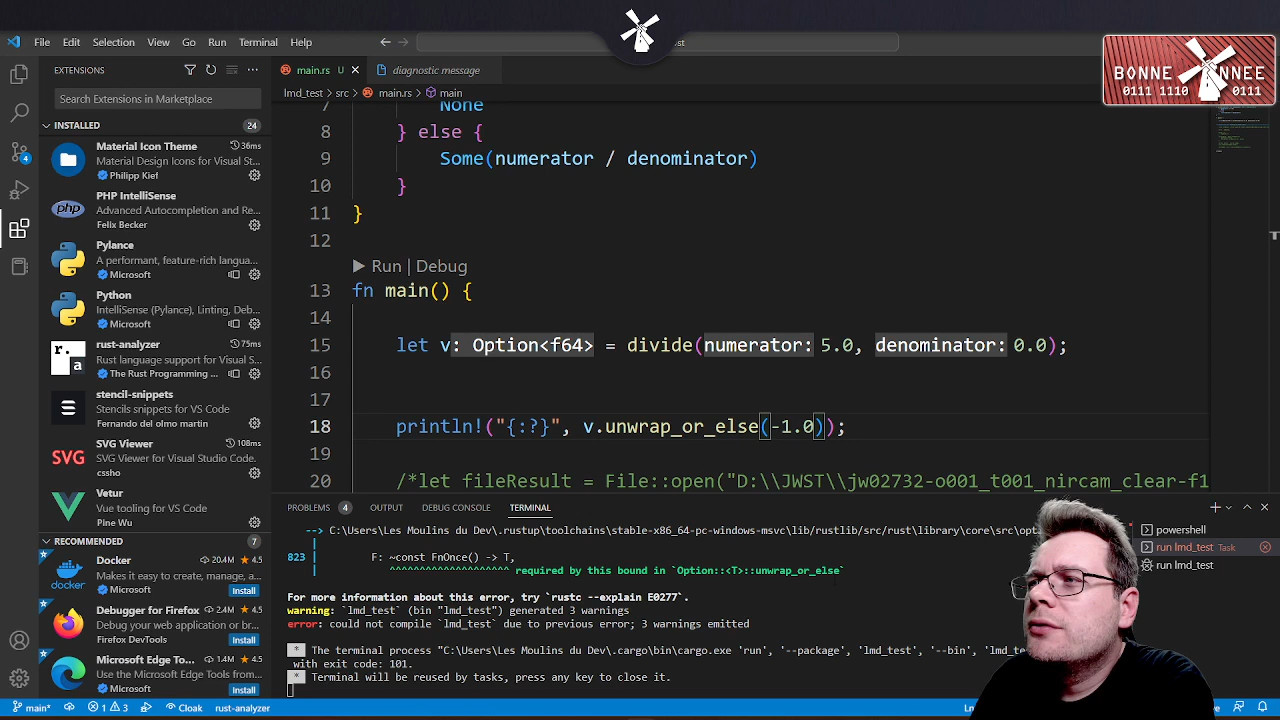 File Edit Selection View Go Run Terminal Help
BONNE ANNEE
0111 1110 0111
EXTENSIONS
main.rs U
diagnostic message
lmd_test > src > main.rs > main
Search Extensions in Marketplace
INSTALLED 24
Material Icon Theme 36ms
Material Design Icons for Visual St...
Philipp Kief
PHP IntelliSense
Advanced Autocompletion and Re...
Felix Becker
Pylance
A performant, feature-rich languag...
Microsoft
Python
IntelliSense (Pylance), Linting, Deb...
Microsoft
rust-analyzer 75ms
Rust language support for Visual S...
The Rust Programming ...
stencil-snippets
Stencils snippets for VS Code
Fernando del olmo martin
SVG Viewer 108ms
SVG Viewer for Visual Studio Code.
cssho
Vetur
Vue tooling for VS Code
Pine Wu
RECOMMENDED 7
Docker 20.4M 4.5
Makes it easy to create, manage, a...
Microsoft Install
Debugger for Firefox 2.4M 4.5
Debug your web application or bro...
Firefox DevTools Install
Microsoft Edge To... 1.4M 4.5
Use the Microsoft Edge Tools from ...
Microsoft Install
7 None
8 } else {
9 Some(numerator / denominator)
10 }
11 }
12
Run | Debug
13 fn main() {
14
15 let v: Option<f64> = divide(numerator: 5.0, denominator: 0.0);
16
17
18 println!("{:?}", v.unwrap_or_else(-1.0));
19
20 /*let fileResult = File::open("D:\\JWST\\jw02732-o001_t001_nircam_clear-f1
PROBLEMS 4 OUTPUT DEBUG CONSOLE TERMINAL
--> C:\Users\Les Moulins du Dev\.rustup\toolchains\stable-x86_64-pc-windows-msvc\lib/rustlib/src/rust\library\core\src\opt
|
823 | F: ~const FnOnce() -> T,
| ^^^^^^^^^^^^^^^^^^^^ required by this bound in `Option::<T>::unwrap_or_else`
For more information about this error, try `rustc --explain E0277`.
warning: `lmd_test` (bin "lmd_test") generated 3 warnings
error: could not compile `lmd_test` due to previous error; 3 warnings emitted
* The terminal process "C:\Users\Les Moulins du Dev\.cargo\bin\cargo.exe 'run', '--package', 'lmd_test', '--bin', 'lmd_tes
with exit code: 101.
* Terminal will be reused by tasks, press any key to close it.
powershell
run lmd_test Task
run lmd_test
main* 1 3 Cloak rust-analyzer